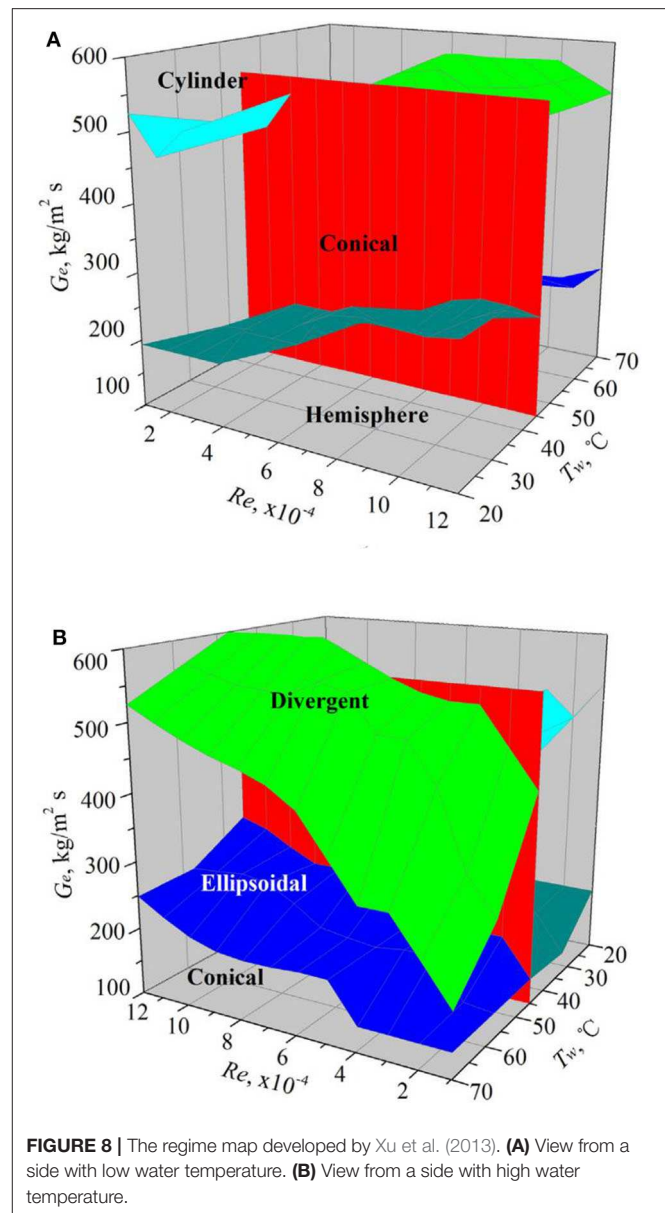 A
600
500
400
300
200
100
Ge, kg/m² s
Cylinder
Conical
Hemisphere
2
4
6
8
10
12
Re, x10⁻⁴
20
30
40
50
60
70
Tw, °C
B
600
500
400
300
200
100
Ge, kg/m² s
Divergent
Ellipsoidal
Conical
12
10
8
6
4
2
Re, x10⁻⁴
20
30
40
50
60
70
Tw, °C
FIGURE 8 | The regime map developed by Xu et al. (2013). (A) View from a
side with low water temperature. (B) View from a side with high water
temperature.